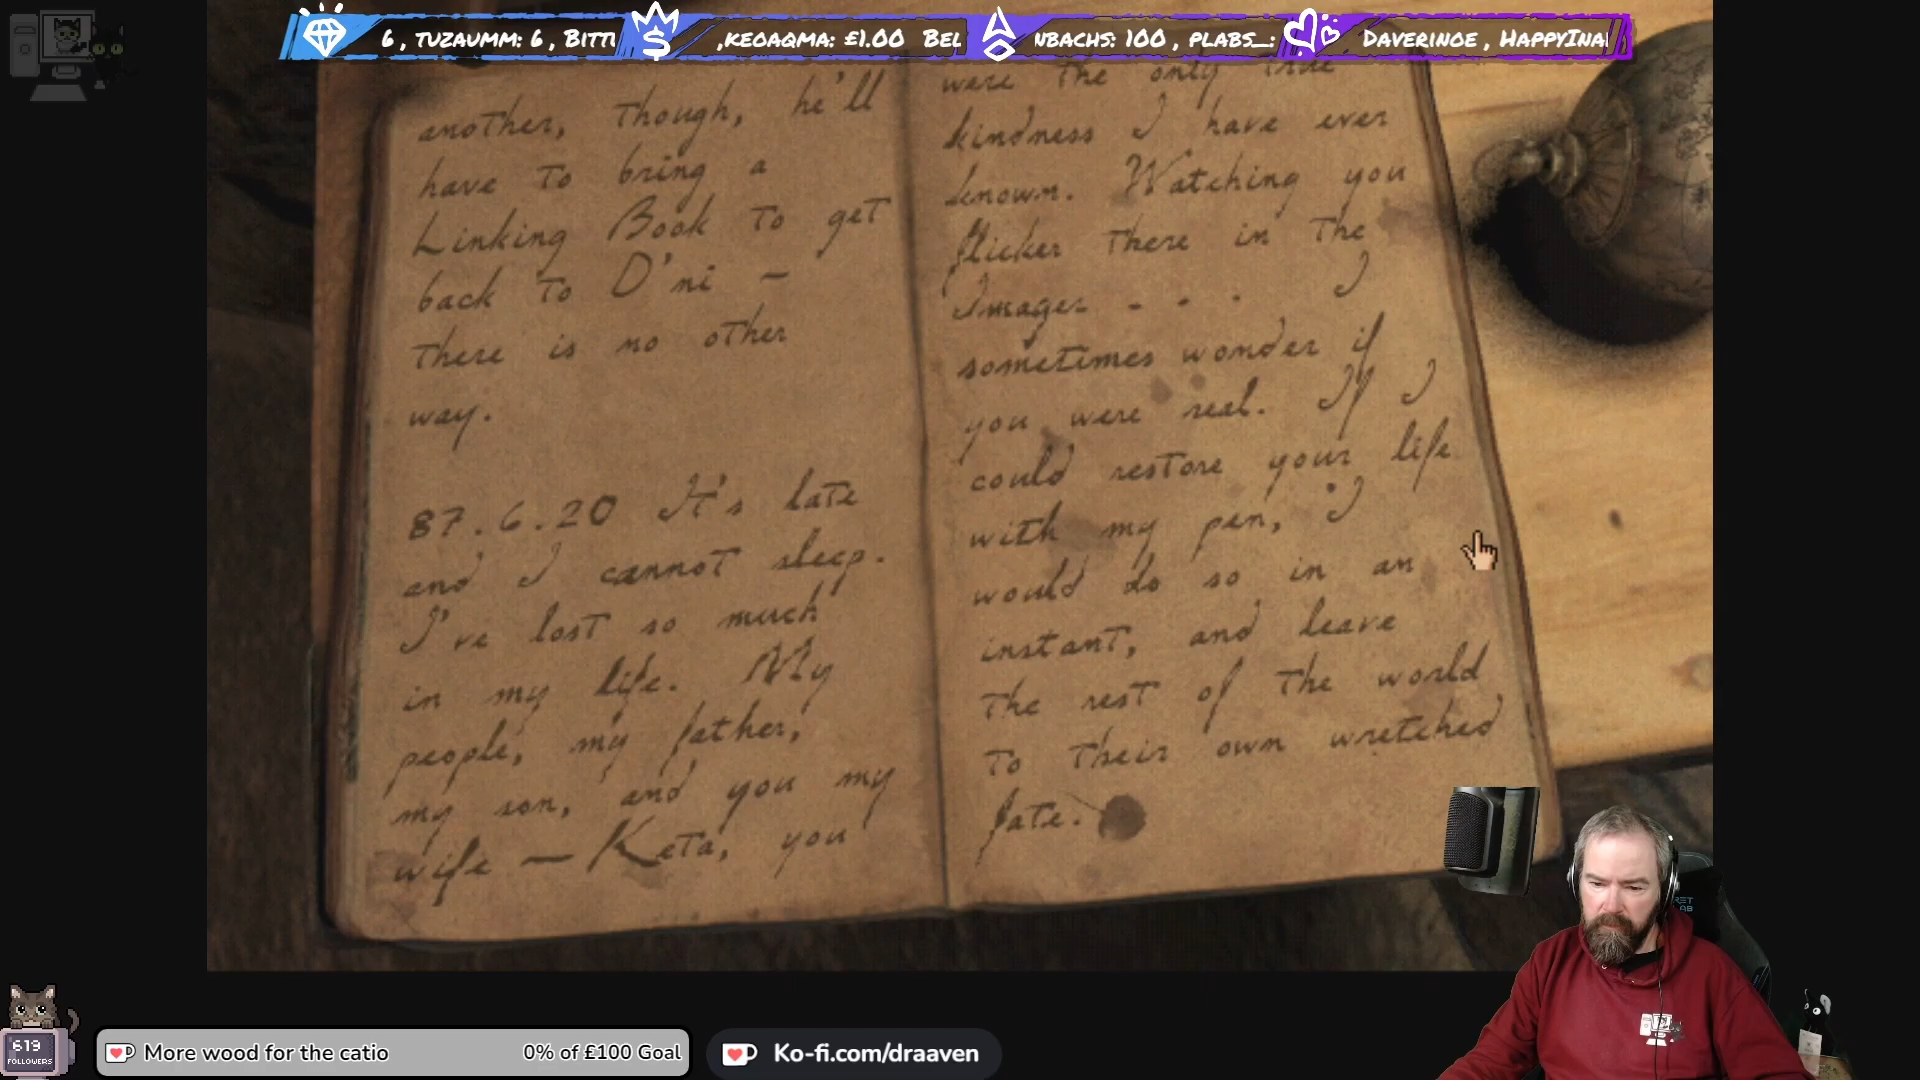 6 , TUZAUMM: 6 , BITTI
,KEOAQMA: £1.00 BEL
NBACHS: 100 , PLABS_:
DAVERINOE , HAPPYINA
another, though, he'll
have to bring a
Linking Book to get
back to D'ni –
there is no other
way.
87.6.20 It's late
and I cannot sleep.
I've lost so much
in my life. My
people, my father,
my son, and you my
wife – Keta, you
were the only true
kindness I have ever
known. Watching you
flicker there in the
Imager . . . I
sometimes wonder if
you were real. If I
could restore your life
with my pen, I
would do so in an
instant, and leave
the rest of the world
to their own wretched
fate.
619
FOLLOWERS
More wood for the catio
0% of £100 Goal
Ko-fi.com/draaven